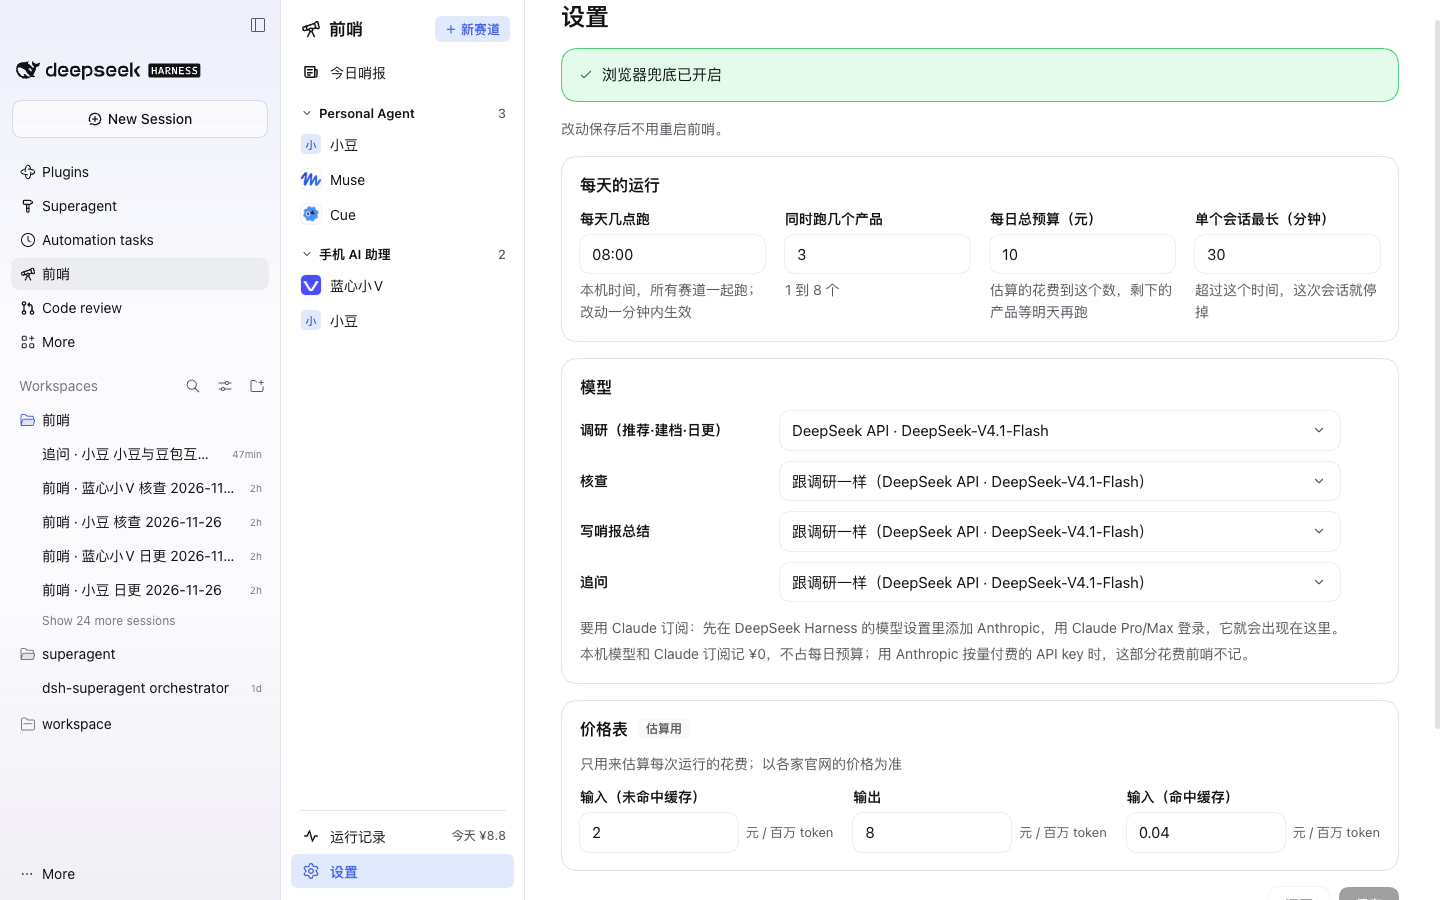 deepseek HARNESS
New Session
Plugins
Superagent
Automation tasks
前哨
Code review
More
Workspaces
前哨
追问 · 小豆 小豆与豆包互... 47min
前哨 · 蓝心小V 核查 2026-11... 2h
前哨 · 小豆 核查 2026-11-26 2h
前哨 · 蓝心小V 日更 2026-11... 2h
前哨 · 小豆 日更 2026-11-26 2h
Show 24 more sessions
superagent
dsh-superagent orchestrator 1d
workspace
More
前哨
+ 新赛道
今日哨报
Personal Agent 3
小 小豆
Muse
Cue
手机 AI 助理 2
蓝心小V
小 小豆
运行记录 今天 ¥8.8
设置
设置
浏览器兜底已开启
改动保存后不用重启前哨。
每天的运行
每天几点跑 同时跑几个产品 每日总预算（元） 单个会话最长（分钟）
08:00 3 10 30
本机时间，所有赛道一起跑； 1 到 8 个 估算的花费到这个数，剩下的 超过这个时间，这次会话就停
改动一分钟内生效 产品等明天再跑 掉
模型
调研（推荐·建档·日更） DeepSeek API · DeepSeek-V4.1-Flash
核查 跟调研一样（DeepSeek API · DeepSeek-V4.1-Flash）
写哨报总结 跟调研一样（DeepSeek API · DeepSeek-V4.1-Flash）
追问 跟调研一样（DeepSeek API · DeepSeek-V4.1-Flash）
要用 Claude 订阅：先在 DeepSeek Harness 的模型设置里添加 Anthropic，用 Claude Pro/Max 登录，它就会出现在这里。
本机模型和 Claude 订阅记 ¥0，不占每日预算；用 Anthropic 按量付费的 API key 时，这部分花费前哨不记。
价格表 估算用
只用来估算每次运行的花费；以各家官网的价格为准
输入（未命中缓存） 输出 输入（命中缓存）
2 元 / 百万 token 8 元 / 百万 token 0.04 元 / 百万 token